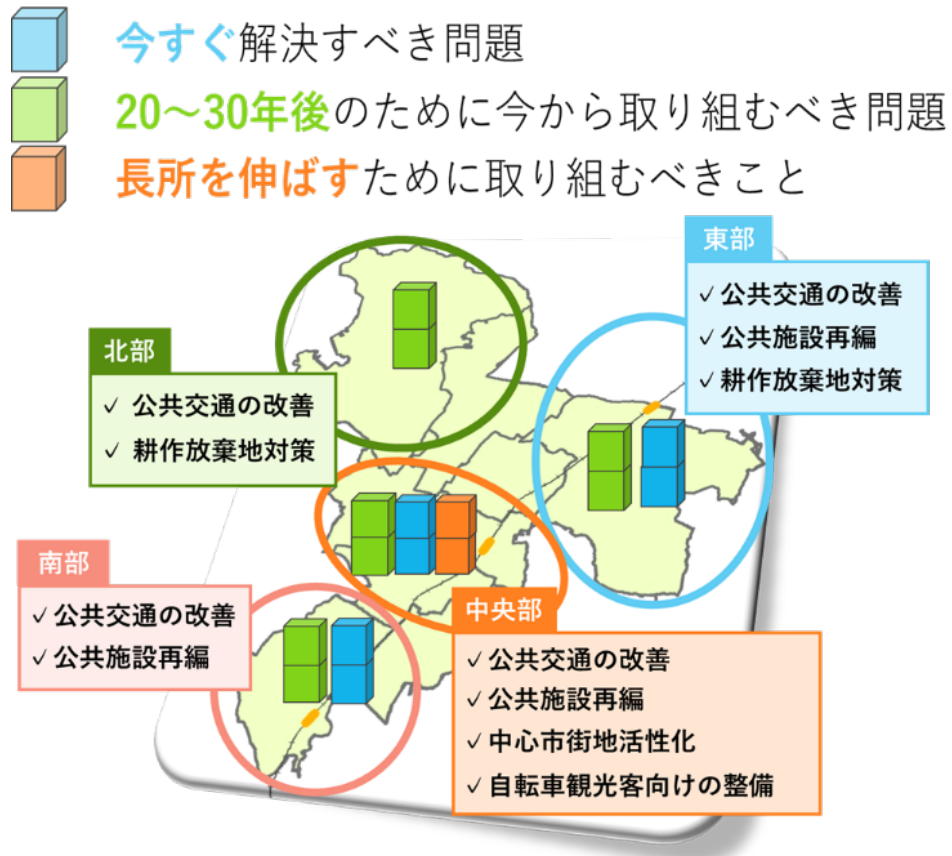 今すぐ解決すべき問題
20～30年後のために今から取り組むべき問題
長所を伸ばすために取り組むべきこと
東部
✓公共交通の改善
✓公共施設再編
✓耕作放棄地対策
北部
✓ 公共交通の改善
✓ 耕作放棄地対策
南部
✓公共交通の改善
✓公共施設再編
中央部
✓公共交通の改善
✓公共施設再編
✓中心市街地活性化
✓自転車観光客向けの整備